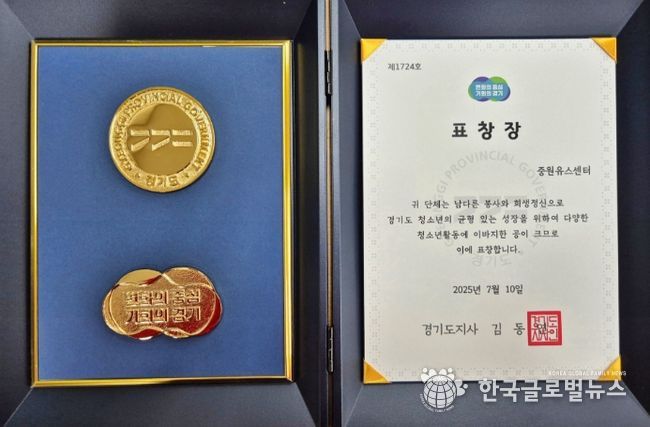 GYEONGGI PROVINCIAL GOVERNMENT
경기도
변화의 중심
기회의 경기
제1724호
변화의 중심
기회의 경기
표창장
중원유스센터
귀 단체는 남다른 봉사와 희생정신으로
경기도 청소년의 균형 있는 성장을 위하여 다양한
청소년활동에 이바지한 공이 크므로
이에 표창합니다.
2025년 7월 10일
경기도지사 김 동
KOREA GLOBAL FAMILY NEWS
한국글로벌뉴스